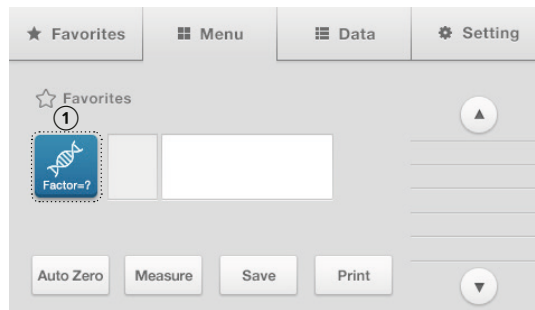 Favorites Menu Data Setting
Favorites
1
Factor=?
Auto Zero Measure Save Print